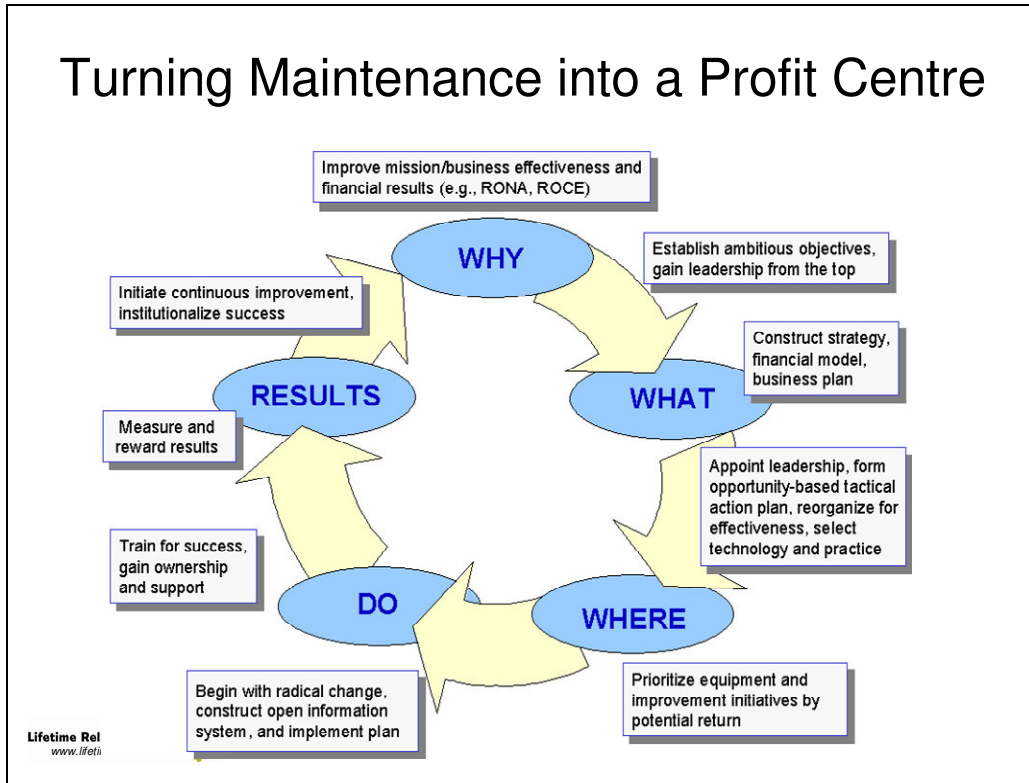 Turning Maintenance into a Profit Centre
Improve mission/business effectiveness and
financial results (e.g., RONA, ROCE)
WHY
Establish ambitious objectives,
gain leadership from the top
Construct strategy,
financial model,
business plan
WHAT
Appoint leadership, form
opportunity-based tactical
action plan, reorganize for
effectiveness, select
technology and practice
WHERE
Prioritize equipment and
improvement initiatives by
potential return
DO
Begin with radical change,
construct open information
system, and implement plan
Train for success,
gain ownership
and support
Measure and
reward results
RESULTS
Initiate continuous improvement,
institutionalize success
Lifetime